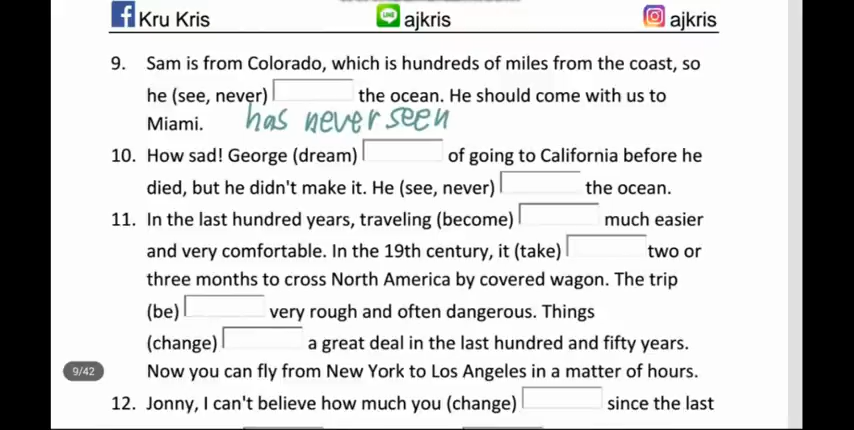 Kru Kris ajkris ajkris
9. Sam is from Colorado, which is hundreds of miles from the coast, so
he (see, never) the ocean. He should come with us to
Miami. has never seen
10. How sad! George (dream) of going to California before he
died, but he didn't make it. He (see, never) the ocean.
11. In the last hundred years, traveling (become) much easier
and very comfortable. In the 19th century, it (take) two or
three months to cross North America by covered wagon. The trip
(be) very rough and often dangerous. Things
(change) a great deal in the last hundred and fifty years.
9/42 Now you can fly from New York to Los Angeles in a matter of hours.
12. Jonny, I can't believe how much you (change) since the last